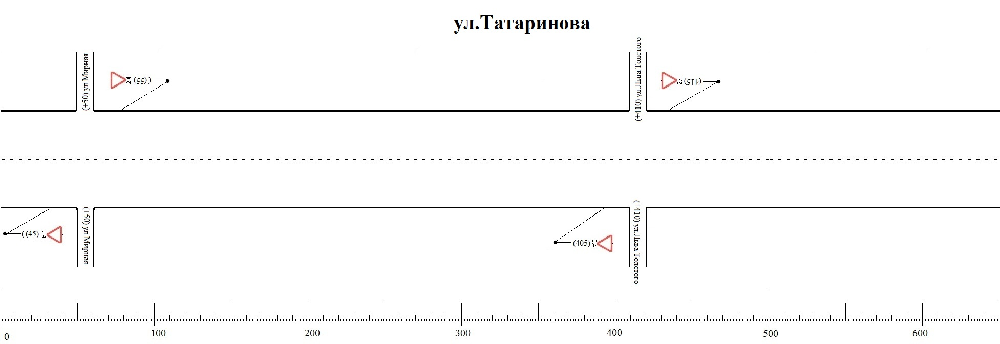 ул.Татаринова
(+50) ул.Мирная
2.4 (55) )
(+410) ул.Льва Толстого
2.4 (415)
( (45) 2.4
(+50) ул.Мирная
(405) 2.4
(+410) ул.Льва Толстого
0 100 200 300 400 500 600